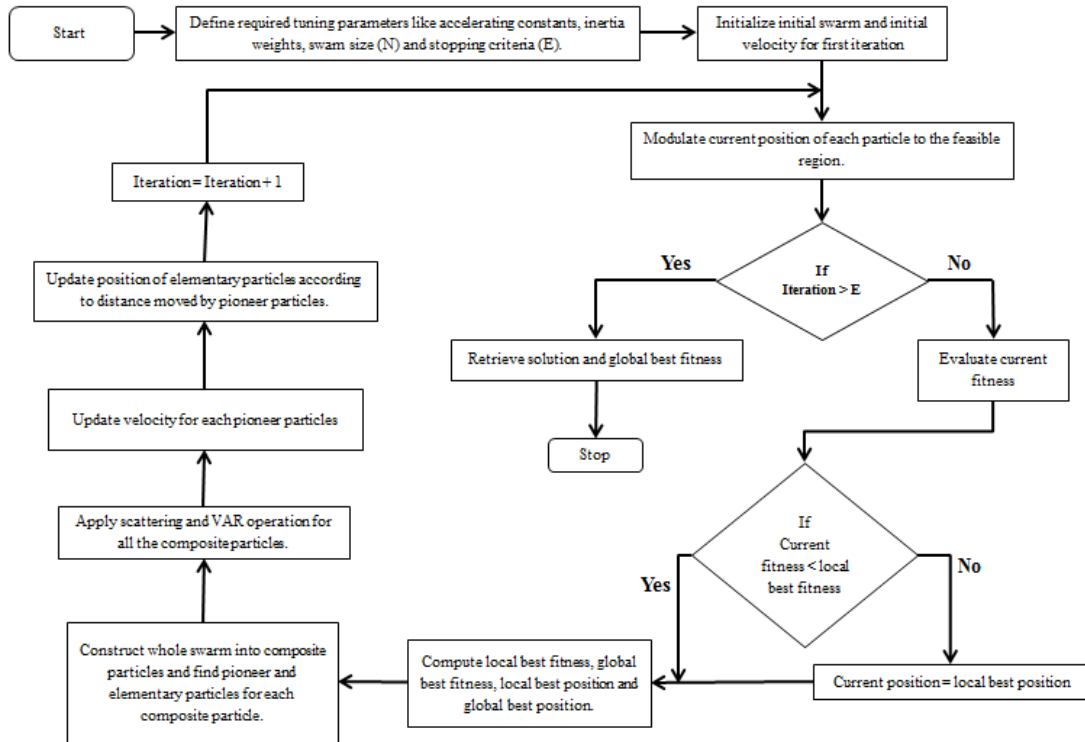 Start
Define required tuning parameters like accelerating constants, inertia
weights, swam size (N) and stopping criteria (E).
Initialize initial swarm and initial
velocity for first iteration
Modulate current position of each particle to the feasible
region.
Iteration= Iteration+ 1
Yes
If
Iteration > E
No
Update position of elementary particles according
to distance moved by pioneer particles.
Retrieve solution and global best fitness
Evaluate current
fitness
Update velocity for each pioneer particles
Stop
Apply scattering and VAR operation for
all the composite particles.
If
Current
fitness < local
best fitness
Yes
No
Construct whole swarm into composite
particles and find pioneer and
elementary particles for each
composite particle.
Compute local best fitness, global
best fitness, local best position and
global best position.
Current position= local best position